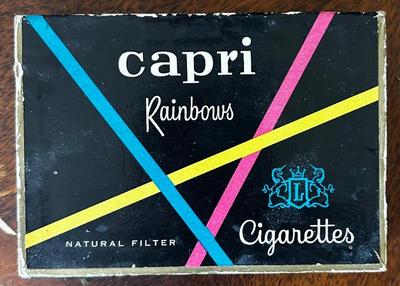 capri
Rainbows
L
NATURAL FILTER
Cigarettes